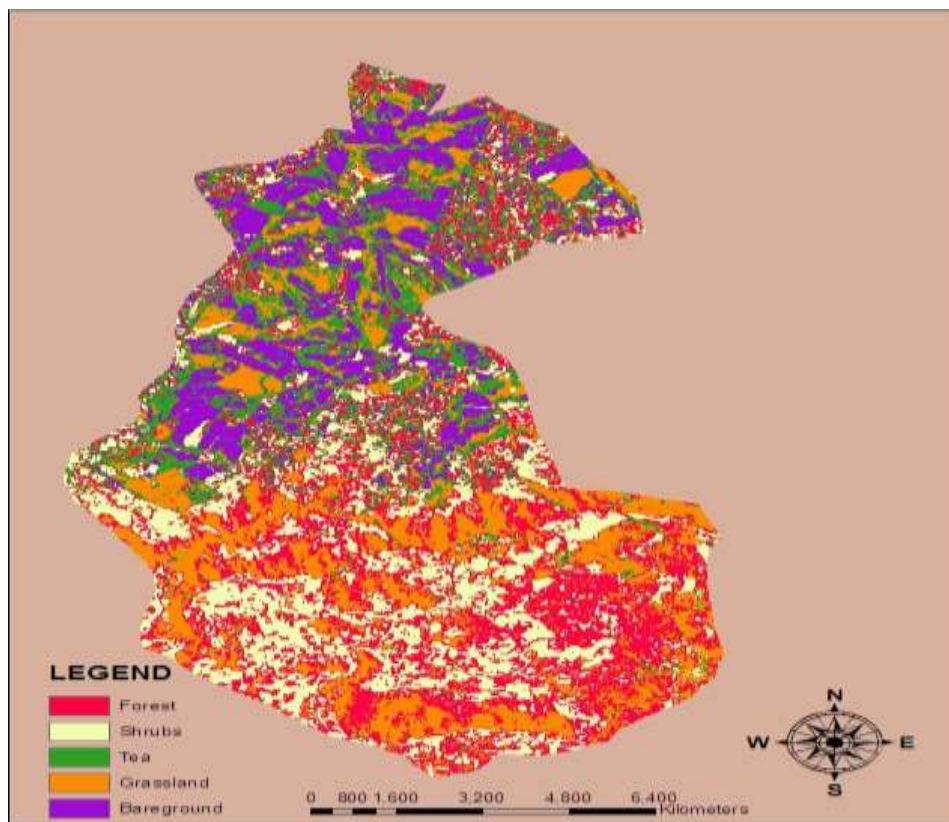 LEGEND
Forest
Shrubs
Tea
Grassland
Bareground
N
W E
S
0 800 1,600 3,200 4,800 6,400
Kilometers